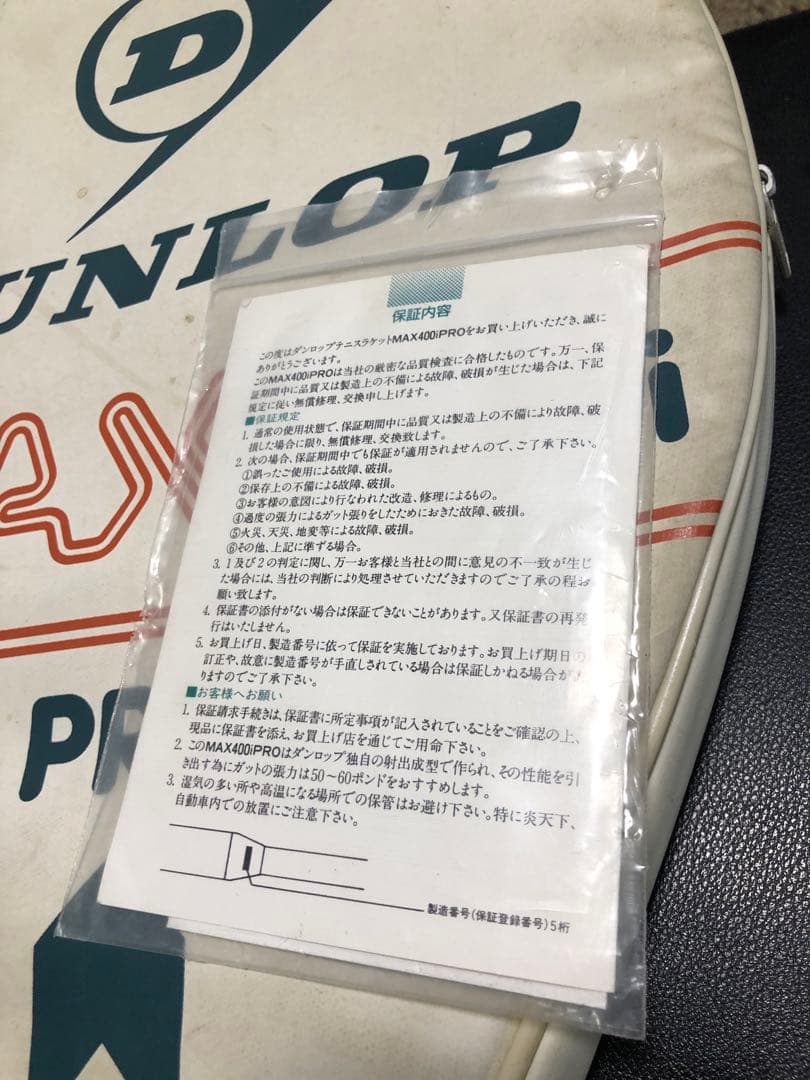 D
DUNLOP
i
PR
保証内容
この度はダンロップテニスラケットMAX400iPROをお買い上げいただき、誠に
ありがとうございます。
このMAX400iPROは当社の厳密な品質検査に合格したものです。万一、保
証期間中に品質又は製造上の不備による故障、破損が生じた場合は、下記
規定に従い無償修理、交換申し上げます。
■保証規定
1. 通常の使用状態で、保証期間中に品質又は製造上の不備により故障、破
損した場合に限り、無償修理、交換致します。
2. 次の場合、保証期間中でも保証が適用されませんので、ご了承下さい。
①誤ったご使用による故障、破損。
②保存上の不備による故障、破損。
③お客様の意図により行なわれた改造、修理によるもの。
④過度の張力によるガット張りをしたためにおきた故障、破損。
⑤火災、天災、地変等による故障、破損。
⑥その他、上記に準ずる場合。
3. 1及び2の判定に関し、万一お客様と当社との間に意見の不一致が生じ
た場合には、当社の判断により処理させていただきますのでご了承の程お
願い致します。
4. 保証書の添付がない場合は保証できないことがあります。又保証書の再発
行はいたしません。
5. お買上げ日、製造番号に依って保証を実施しております。お買上げ期日の
訂正や、故意に製造番号が手直しされている場合は保証しかねる場合があ
りますのでご了承下さい。
■お客様へお願い
1. 保証請求手続きは、保証書に所定事項が記入されていることをご確認の上、
現品に保証書を添え、お買上げ店を通じてご用命下さい。
2. このMAX400iPROはダンロップ独自の射出成型で作られ、その性能を引
き出す為にガットの張力は50〜60ポンドをおすすめします。
3. 湿気の多い所や高温になる場所での保管はお避け下さい。特に炎天下、
自動車内での放置にご注意下さい。
製造番号(保証登録番号)5桁